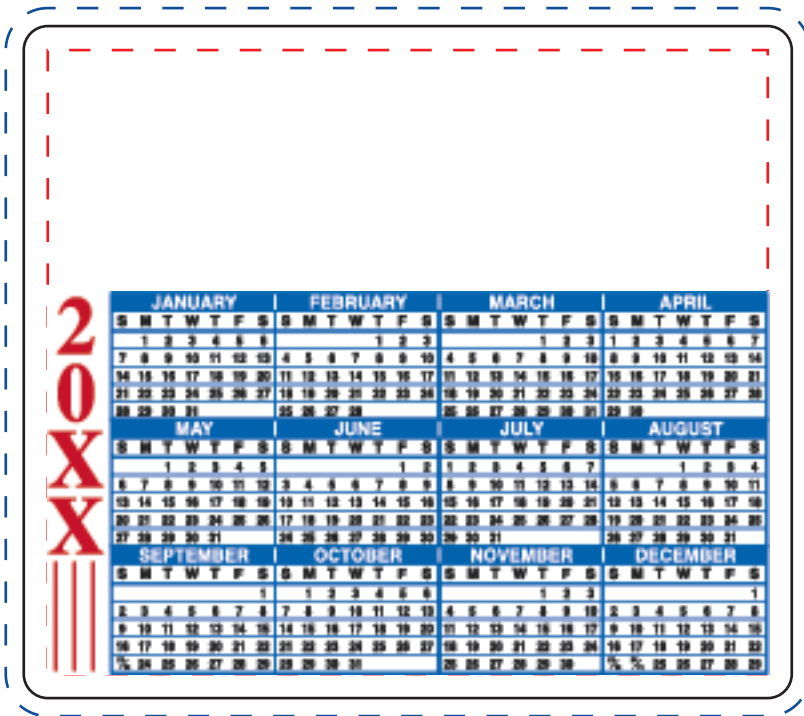 20XX
JANUARY FEBRUARY MARCH APRIL
S M T W T F S S M T W T F S S M T W T F S S M T W T F S
1 2 3 4 5 6 1 2 3 1 2 3 1 2 3 4 5 6 7
7 8 9 10 11 12 13 4 5 6 7 8 9 10 4 5 6 7 8 9 10 8 9 10 11 12 13 14
14 15 16 17 18 19 20 11 12 13 14 15 16 17 11 12 13 14 15 16 17 15 16 17 18 19 20 21
21 22 23 24 25 26 27 18 19 20 21 22 23 24 18 19 20 21 22 23 24 22 23 24 25 26 27 28
28 29 30 31 25 26 27 28 25 26 27 28 29 30 31 29 30
MAY JUNE JULY AUGUST
S M T W T F S S M T W T F S S M T W T F S S M T W T F S
1 2 3 4 5 1 2 1 2 3 4 5 6 7 1 2 3 4
6 7 8 9 10 11 12 3 4 5 6 7 8 9 8 9 10 11 12 13 14 5 6 7 8 9 10 11
13 14 15 16 17 18 19 10 11 12 13 14 15 16 15 16 17 18 19 20 21 12 13 14 15 16 17 18
20 21 22 23 24 25 26 17 18 19 20 21 22 23 22 23 24 25 26 27 28 19 20 21 22 23 24 25
27 28 29 30 31 24 25 26 27 28 29 30 29 30 31 26 27 28 29 30 31
SEPTEMBER OCTOBER NOVEMBER DECEMBER
S M T W T F S S M T W T F S S M T W T F S S M T W T F S
1 1 2 3 4 5 6 1 2 3 1
2 3 4 5 6 7 8 7 8 9 10 11 12 13 4 5 6 7 8 9 10 2 3 4 5 6 7 8
9 10 11 12 13 14 15 14 15 16 17 18 19 20 11 12 13 14 15 16 17 9 10 11 12 13 14 15
16 17 18 19 20 21 22 21 22 23 24 25 26 27 18 19 20 21 22 23 24 16 17 18 19 20 21 22
24 25 26 27 28 29 28 29 30 31 25 26 27 28 29 30 25 26 27 28 29